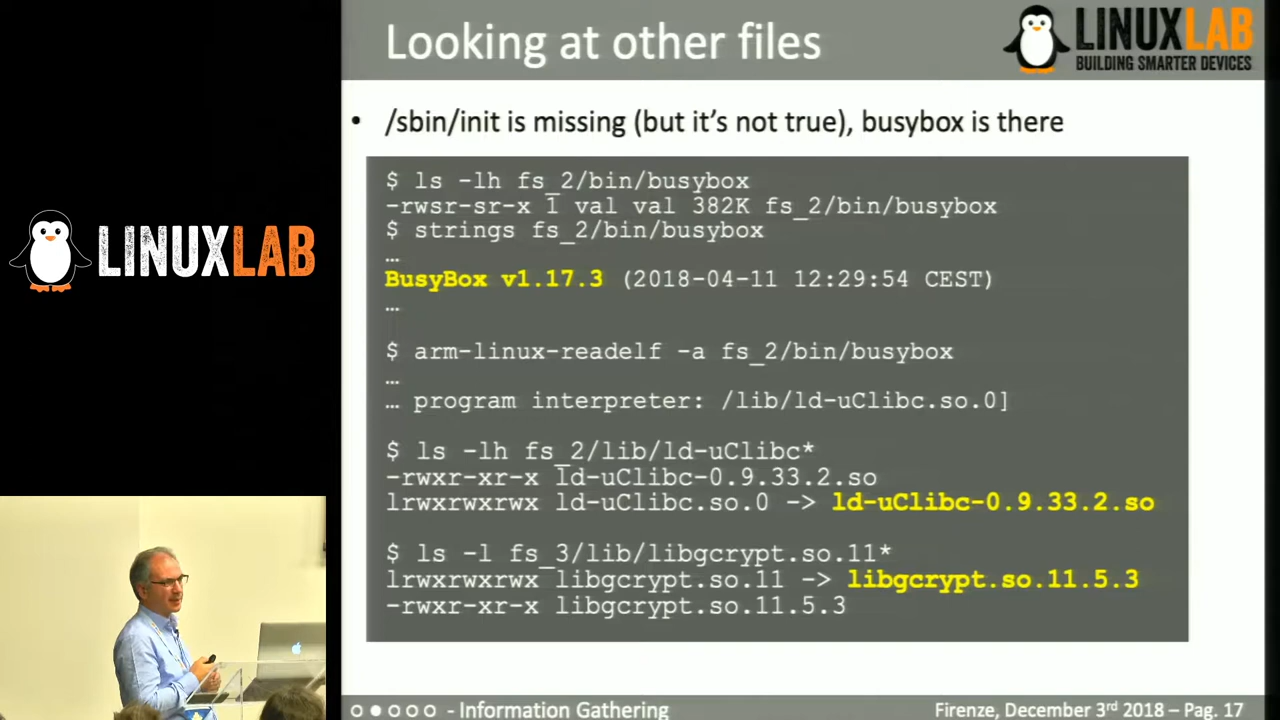 Looking at other files
LINUXLAB
BUILDING SMARTER DEVICES
• /sbin/init is missing (but it's not true), busybox is there
$ ls -lh fs_2/bin/busybox
-rwsr-sr-x 1 val val 382K fs_2/bin/busybox
$ strings fs_2/bin/busybox
…
BusyBox v1.17.3 (2018-04-11 12:29:54 CEST)
…
$ arm-linux-readelf -a fs_2/bin/busybox
…
… program interpreter: /lib/ld-uClibc.so.0]
$ ls -lh fs_2/lib/ld-uClibc*
-rwxr-xr-x ld-uClibc-0.9.33.2.so
lrwxrwxrwx ld-uClibc.so.0 -> ld-uClibc-0.9.33.2.so
$ ls -l fs_3/lib/libgcrypt.so.11*
lrwxrwxrwx libgcrypt.so.11 -> libgcrypt.so.11.5.3
-rwxr-xr-x libgcrypt.so.11.5.3
- Information Gathering
Firenze, December 3rd 2018 – Pag. 17
LINUXLAB